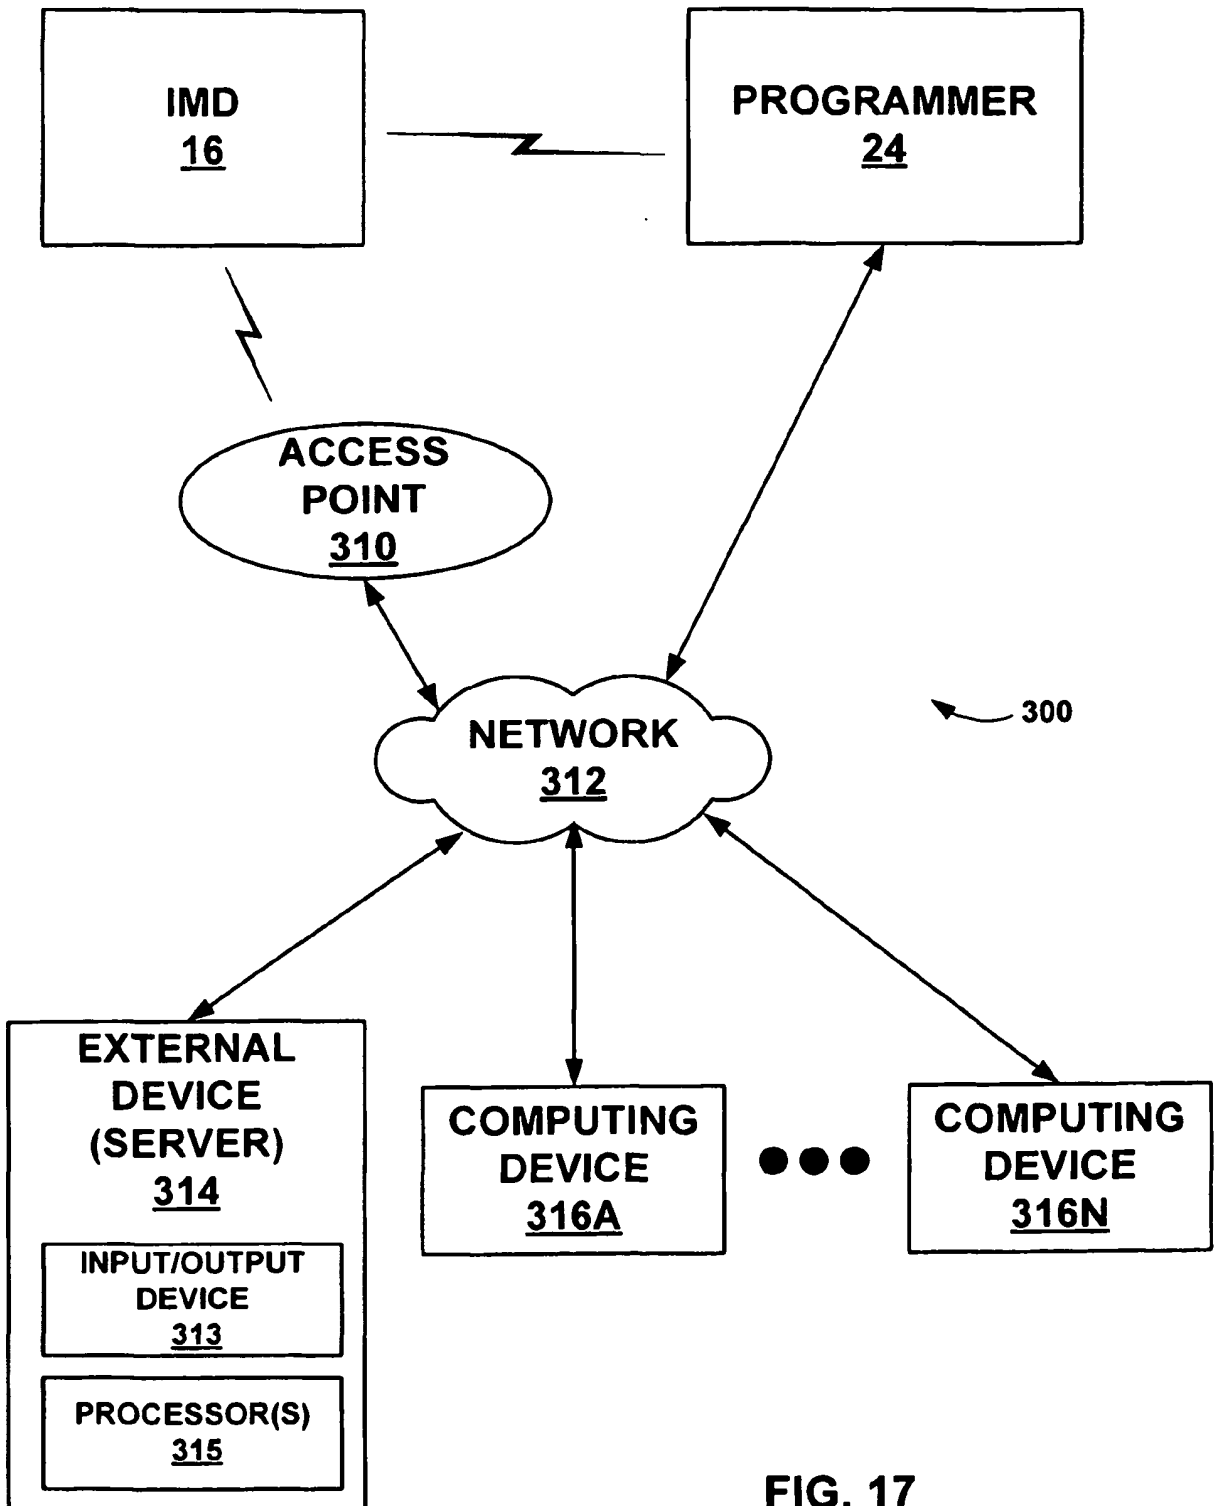 IMD
16
PROGRAMMER
24
ACCESS
POINT
310
NETWORK
312
300
EXTERNAL
DEVICE
(SERVER)
314
INPUT/OUTPUT
DEVICE
313
PROCESSOR(S)
315
COMPUTING
DEVICE
316A
COMPUTING
DEVICE
316N
FIG. 17